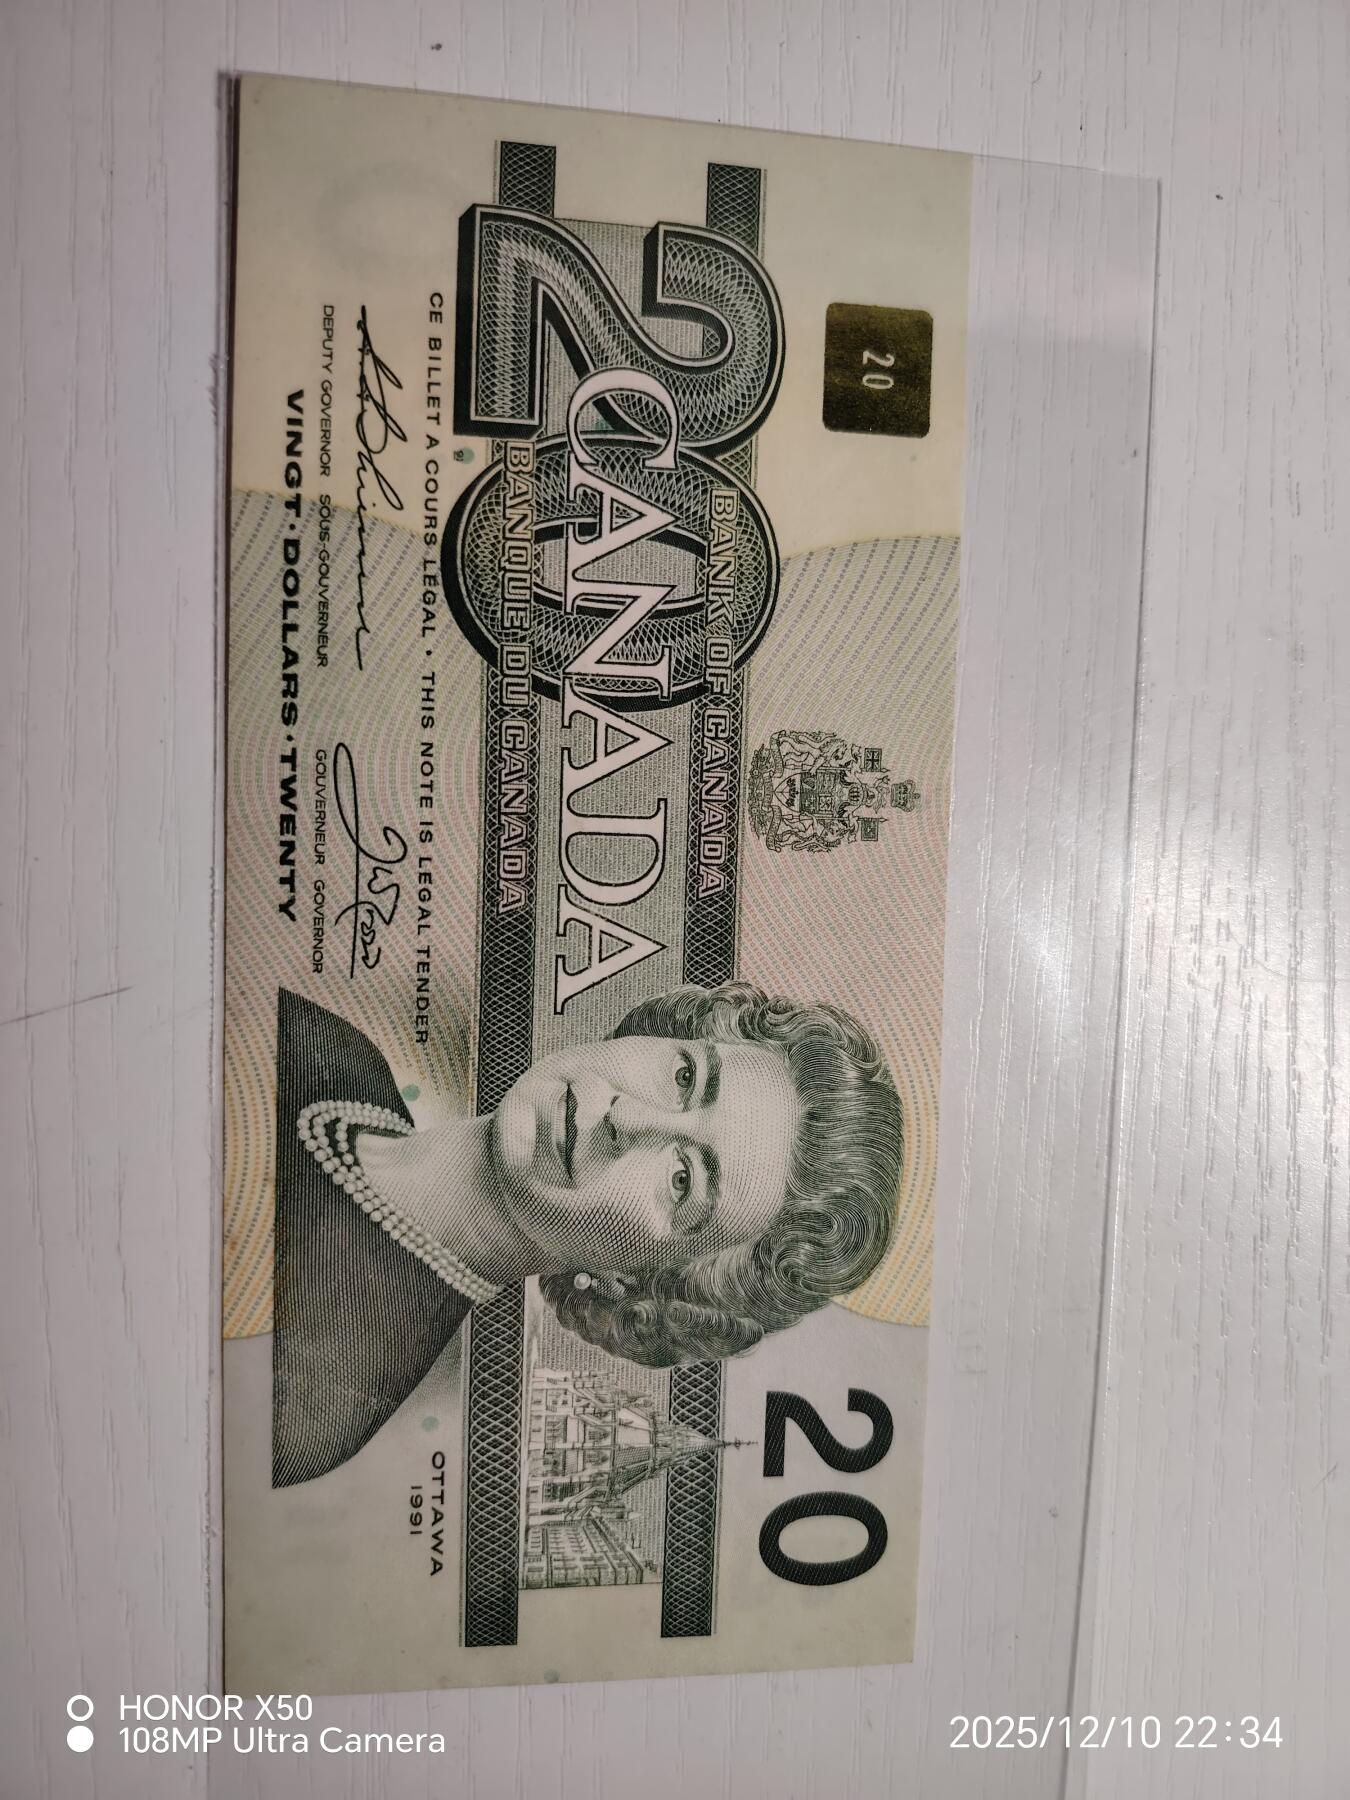 20
20
BANK OF CANADA
CANADA
BANQUE DU CANADA
20
CE BILLET A COURS LÉGAL • THIS NOTE IS LEGAL TENDER
DEPUTY GOVERNOR SOUS-GOUVERNEUR
GOUVERNEUR GOVERNOR
VINGT·DOLLARS·TWENTY
OTTAWA
1991
HONOR X50
108MP Ultra Camera
2025/12/10 22:34